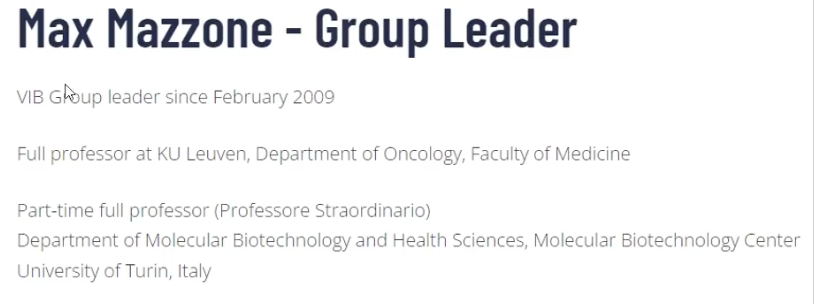 Max Mazzone - Group Leader
VIB Group leader since February 2009
Full professor at KU Leuven, Department of Oncology, Faculty of Medicine
Part-time full professor (Professore Straordinario)
Department of Molecular Biotechnology and Health Sciences, Molecular Biotechnology Center
University of Turin, Italy